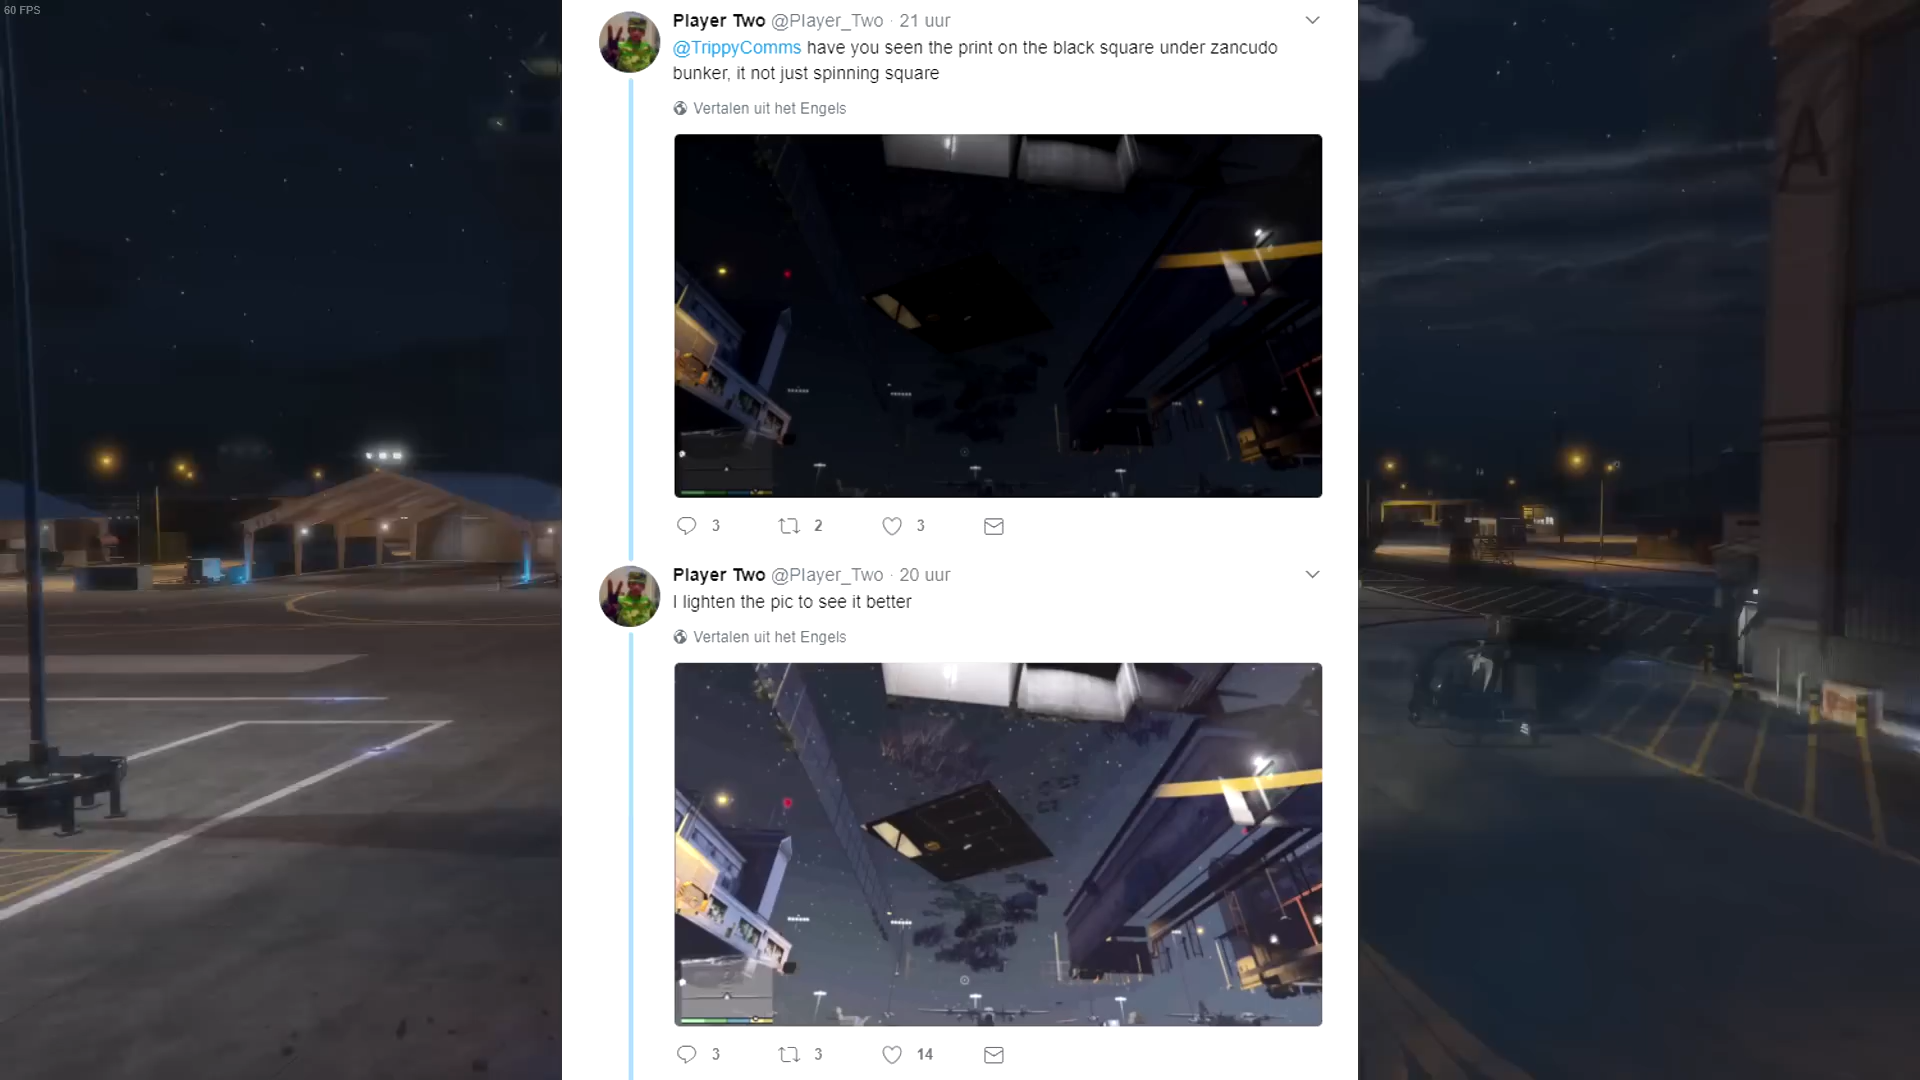 60 FPS
Player Two @Player_Two · 21 uur
@TrippyComms have you seen the print on the black square under zancudo
bunker, it not just spinning square
Vertalen uit het Engels
3 2 3
Player Two @Player_Two · 20 uur
I lighten the pic to see it better
Vertalen uit het Engels
3 3 14
A